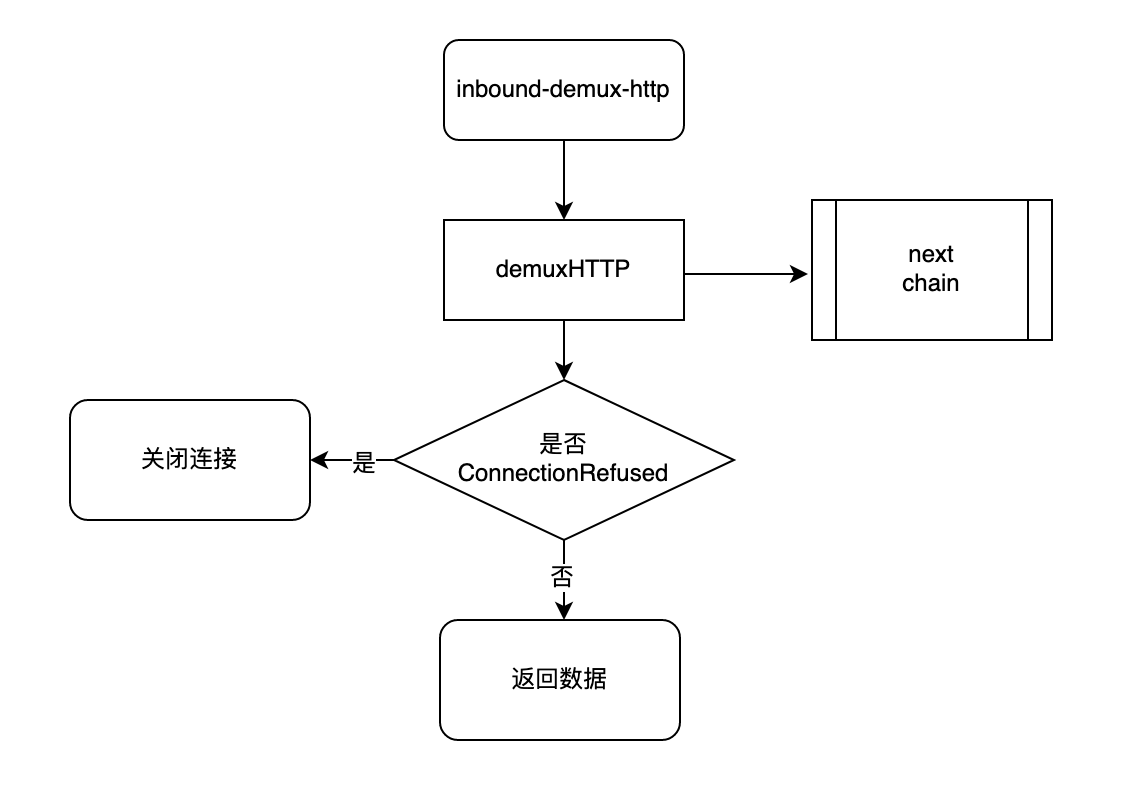 inbound-demux-http
demuxHTTP
next
chain
是否
ConnectionRefused
是
关闭连接
否
返回数据